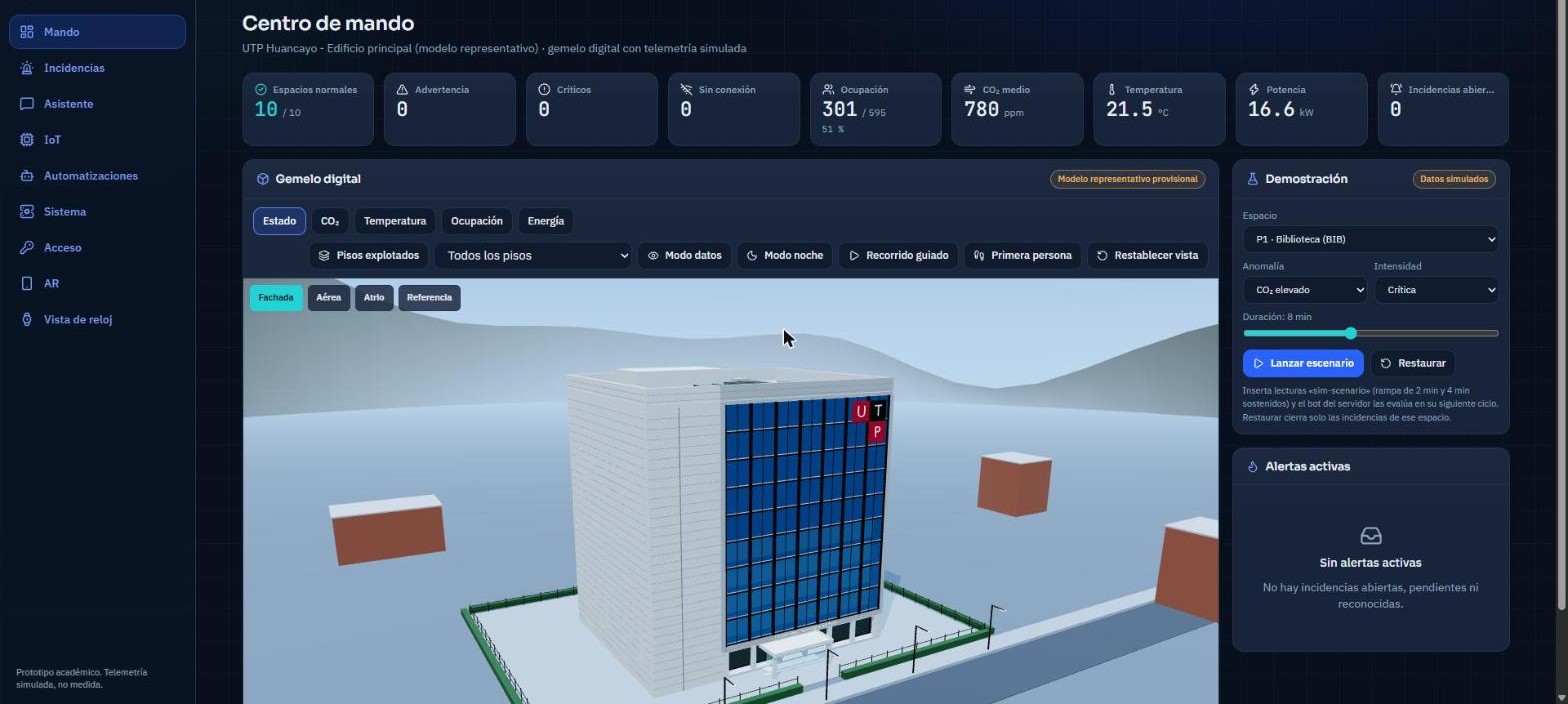 Mando
Incidencias
Asistente
IoT
Automatizaciones
Sistema
Acceso
AR
Vista de reloj
Prototipo académico. Telemetría
simulada, no medida.
Centro de mando
UTP Huancayo - Edificio principal (modelo representativo) · gemelo digital con telemetría simulada
Espacios normales
10 / 10
Advertencia
0
Críticos
0
Sin conexión
0
Ocupación
301 / 595
51 %
CO₂ medio
780 ppm
Temperatura
21.5 °C
Potencia
16.6 kW
Incidencias abier...
0
Gemelo digital
Modelo representativo provisional
Estado
CO₂
Temperatura
Ocupación
Energía
Pisos explotados
Todos los pisos
Modo datos
Modo noche
Recorrido guiado
Primera persona
Restablecer vista
Fachada
Aérea
Atrio
Referencia
U T
P
Demostración
Datos simulados
Espacio
P1 · Biblioteca (BIB)
Anomalía
Intensidad
CO₂ elevado
Crítica
Duración: 8 min
Lanzar escenario
Restaurar
Inserta lecturas «sim-scenario» (rampa de 2 min y 4 min
sostenidos) y el bot del servidor las evalúa en su siguiente ciclo.
Restaurar cierra solo las incidencias de ese espacio.
Alertas activas
Sin alertas activas
No hay incidencias abiertas, pendientes ni
reconocidas.